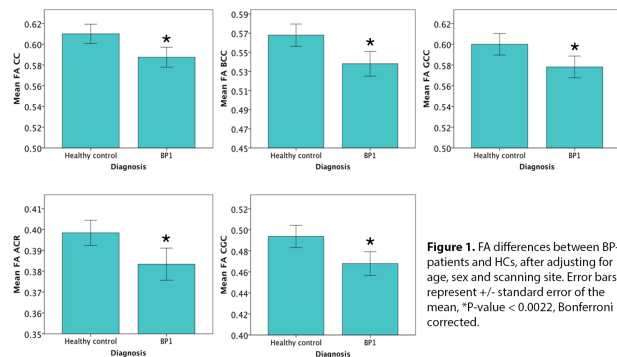 Mean FA CC
0.62
0.60
0.58
0.56
0.54
0.52
0.50
*
Healthy control BP1
Diagnosis
Mean FA BCC
0.59
0.57
0.55
0.53
0.51
0.49
0.47
0.45
*
Healthy control BP1
Diagnosis
Mean FA GCC
0.62
0.60
0.58
0.56
0.54
0.52
0.50
*
Healthy control BP1
Diagnosis
Mean FA ACR
0.41
0.40
0.39
0.38
0.37
0.36
0.35
*
Healthy control BP1
Diagnosis
Mean FA CGC
0.52
0.50
0.48
0.46
0.44
0.42
0.40
*
Healthy control BP1
Diagnosis
Figure 1. FA differences between BP-
patients and HCs, after adjusting for
age, sex and scanning site. Error bars
represent +/- standard error of the
mean, *P-value < 0.0022, Bonferroni
corrected.